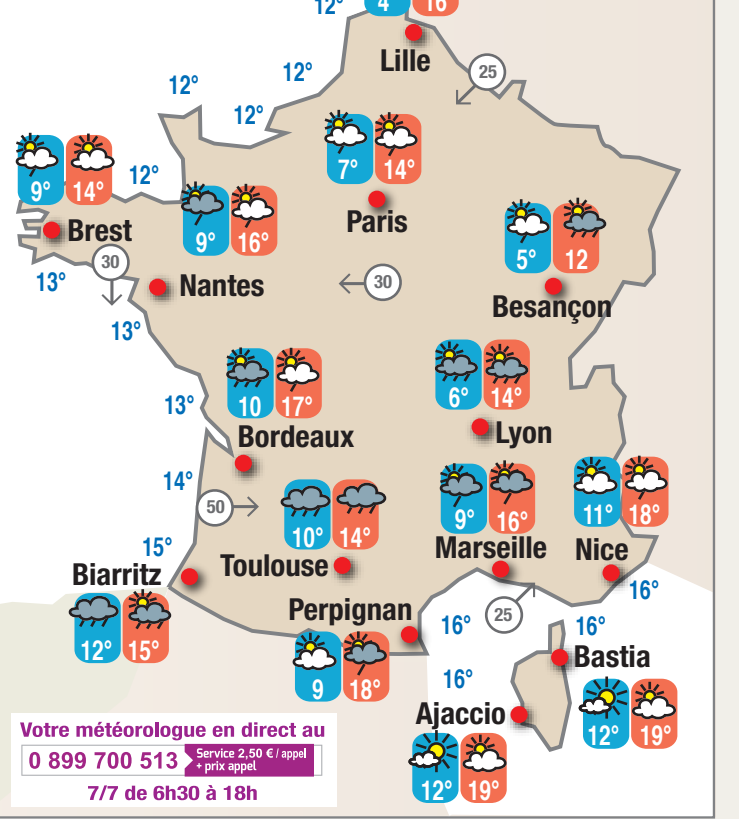 12° 4 16
Lille
12° 25
12°
12°
7° 14°
Paris
9° 14° 12°
Brest
9° 16°
5° 12
Besançon
13° 30
Nantes
30
13°
10 17°
Bordeaux
6° 14°
Lyon
13°
14°
50
10° 14°
Toulouse
9° 16°
Marseille
11° 18°
Nice
15°
Biarritz
12° 15°
Perpignan
9 18°
16° 25 16°
16°
16°
Bastia
12° 19°
Ajaccio
12° 19°
Votre météorologue en direct au
0 899 700 513 Service 2,50 € / appel
+ prix appel
7/7 de 6h30 à 18h